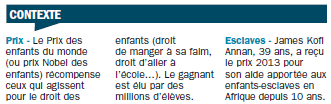 CONTEXTE
Prix - Le Prix des
enfants du monde
(ou prix Nobel des
enfants) récompense
ceux qui agissent
pour le droit des
enfants (droit
de manger à sa faim,
droit d'aller à
l'école...). Le gagnant
est élu par des
millions d'élèves.
Esclaves - James Kofi
Annan, 39 ans, a reçu
le prix 2013 pour
son aide apportée aux
enfants-esclaves en
Afrique depuis 10 ans.